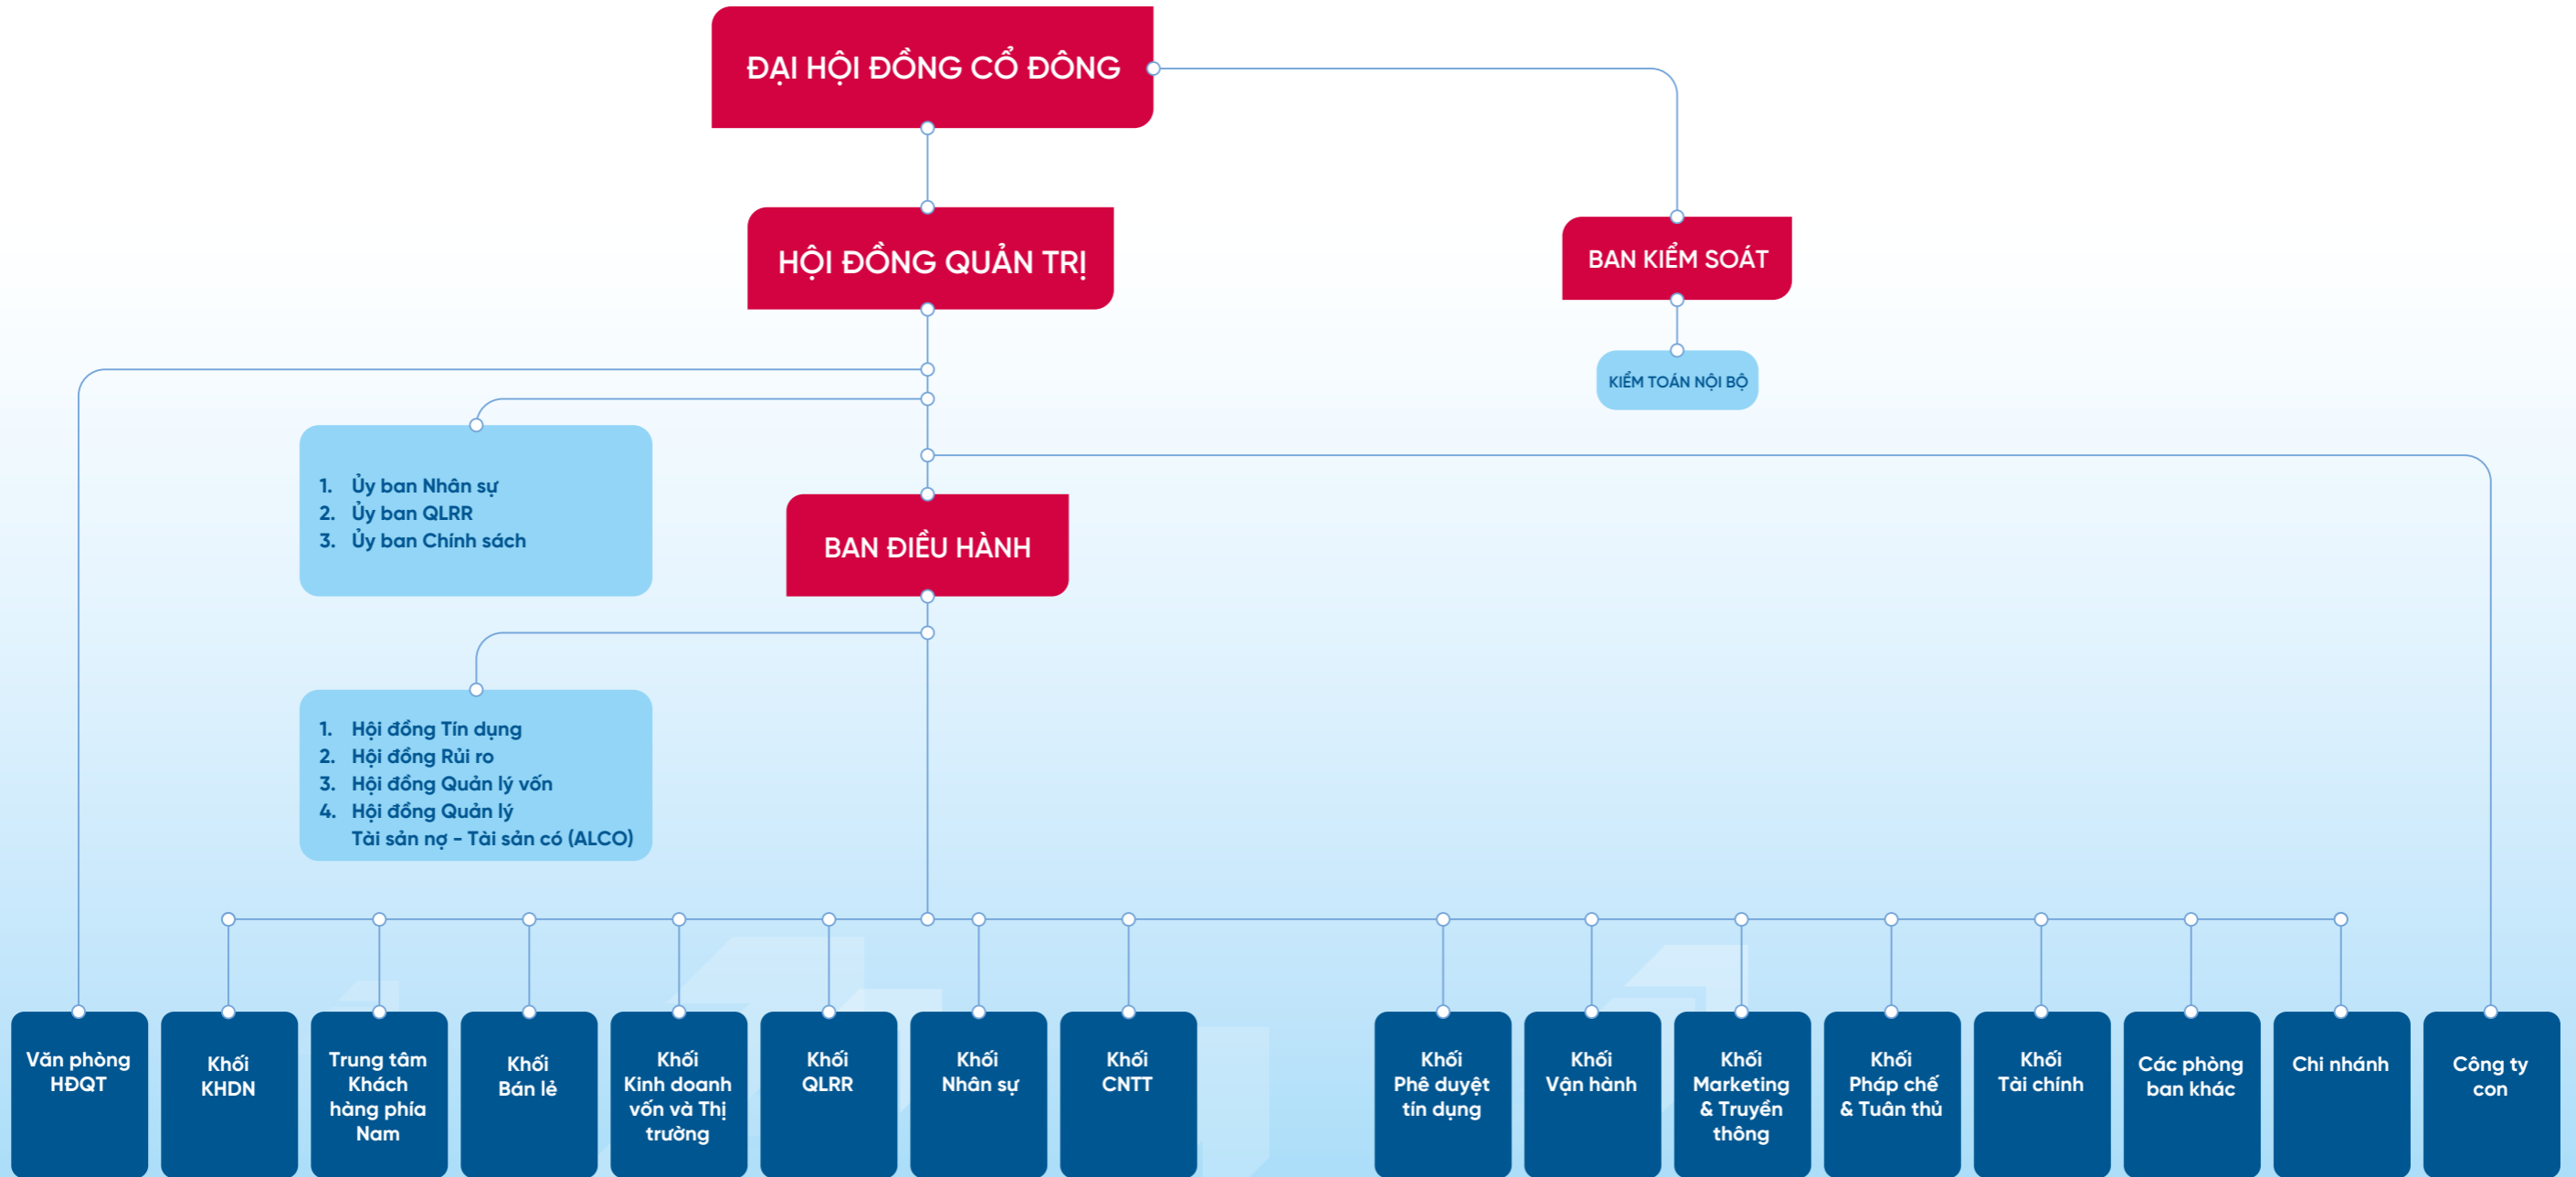 ĐẠI HỘI ĐỒNG CỔ ĐÔNG
HỘI ĐỒNG QUẢN TRỊ
BAN KIỂM SOÁT
KIỂM TOÁN NỘI BỘ
1. Ủy ban Nhân sự
2. Ủy ban QLRR
3. Ủy ban Chính sách
BAN ĐIỀU HÀNH
1. Hội đồng Tín dụng
2. Hội đồng Rủi ro
3. Hội đồng Quản lý vốn
4. Hội đồng Quản lý
Tài sản nợ - Tài sản có (ALCO)
Văn phòng
HĐQT
Khối
KHDN
Trung tâm
Khách
hàng phía
Nam
Khối
Bán lẻ
Khối
Kinh doanh
vốn và Thị
trường
Khối
QLRR
Khối
Nhân sự
Khối
CNTT
Khối
Phê duyệt
tín dụng
Khối
Vận hành
Khối
Marketing
& Truyền
thông
Khối
Pháp chế
& Tuân thủ
Khối
Tài chính
Các phòng
ban khác
Chi nhánh
Công ty
con